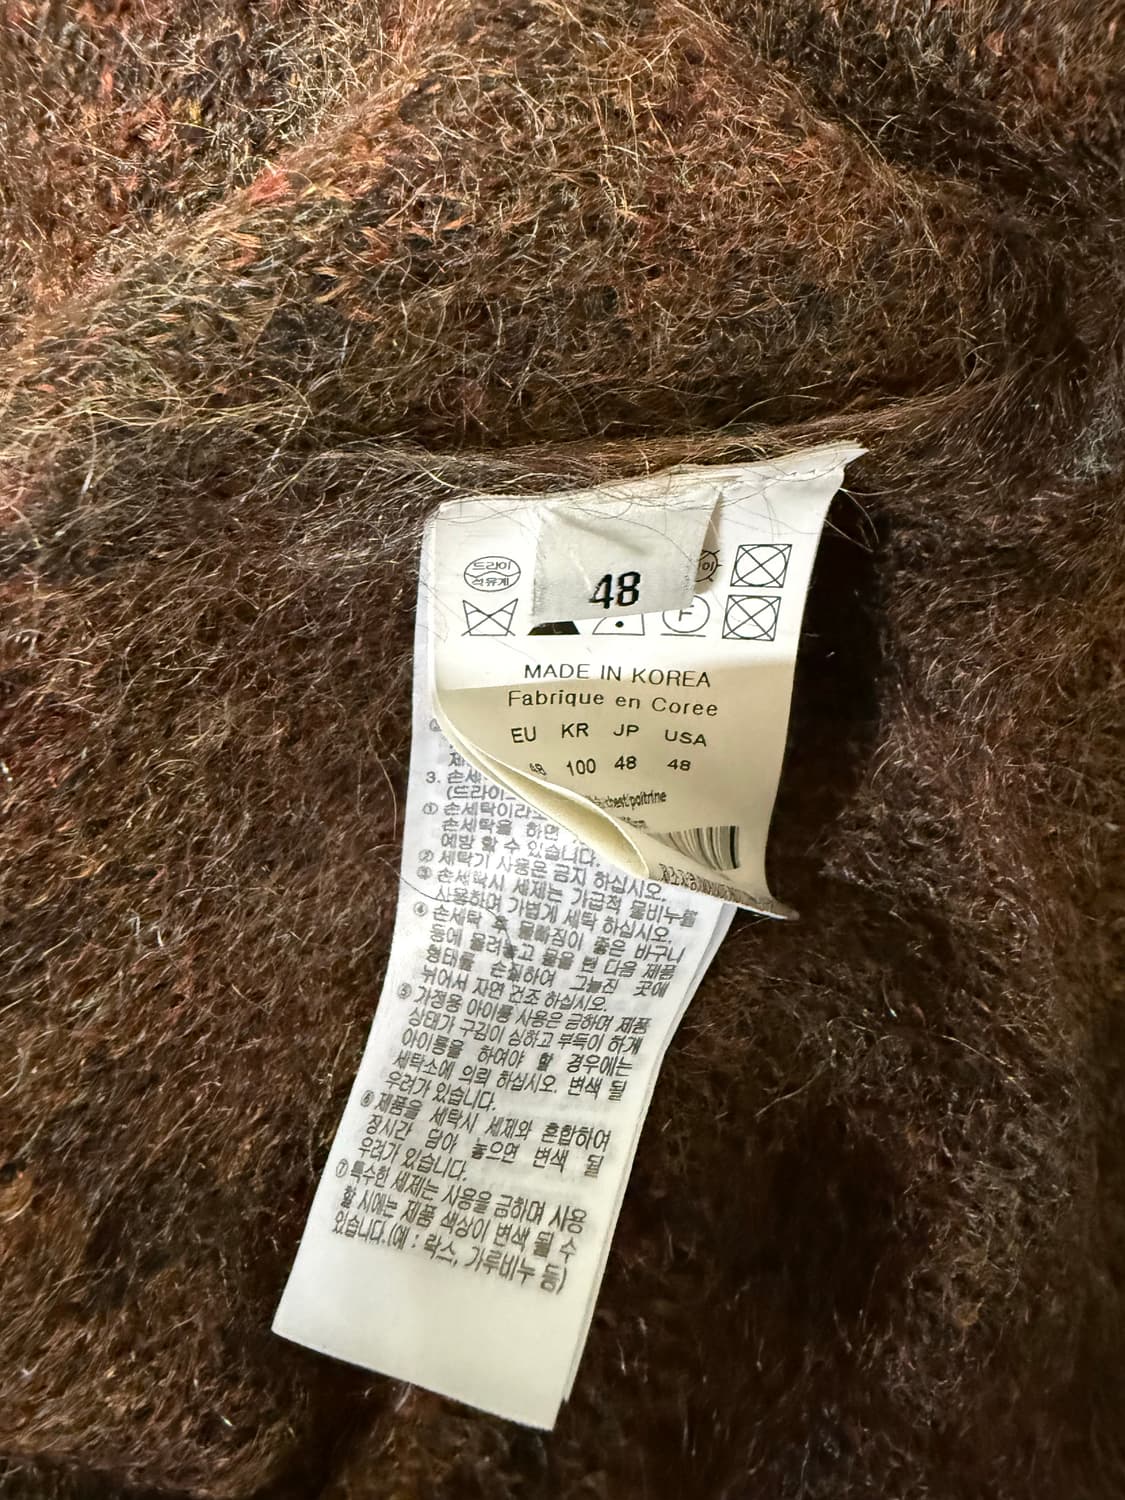 드라이
석유계
48
F
MADE IN KOREA
Fabrique en Coree
EU KR JP USA
48 100 48 48
chest/poitrine
3. 손세
(드라이
① 손세탁이라도
손세탁을 하면
예방 할 수 있습니다.
② 세탁기 사용은 금지 하십시오.
③ 손세탁시 세제는 가급적 물비누를
사용하며 가볍게 세탁 하십시오.
④ 손세탁 후 물빠짐이 좋은 바구니
등에 올려놓고 물을 뺀 다음 제품
형태를 손질하여 그늘진 곳에
뉘어서 자연 건조 하십시오.
⑤ 가정용 아이롱 사용은 금하며 제품
상태가 구김이 심하고 부득이 하게
아이롱을 하여야 할 경우에는
세탁소에 의뢰 하십시오. 변색 될
우려가 있습니다.
⑥ 제품을 세탁시 세제와 혼합하여
장시간 담아 놓으면 변색 될
우려가 있습니다.
⑦ 특수한 세제는 사용을 금하며 사용
할 시에는 제품 색상이 변색 될 수
있습니다.(예 : 락스, 가루비누 등)